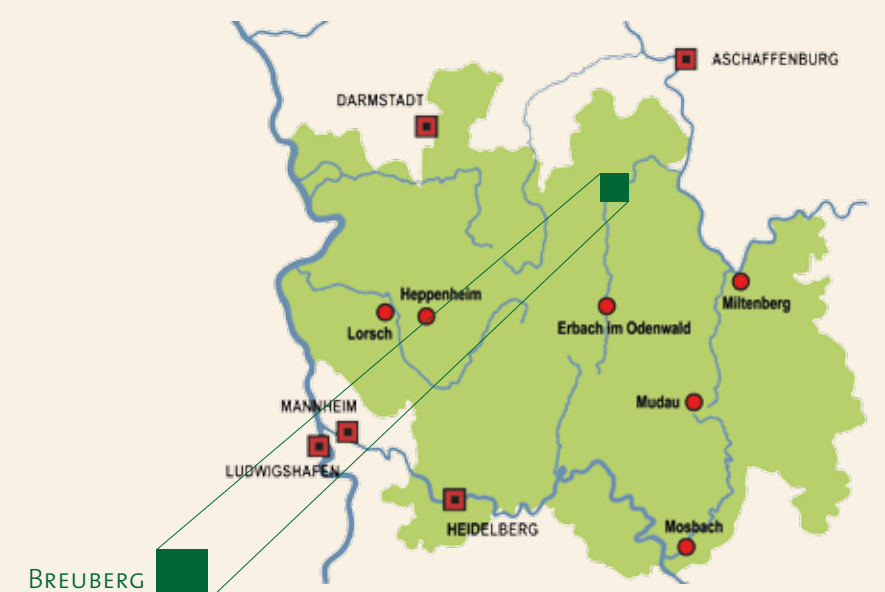 ASCHAFFENBURG
DARMSTADT
Heppenheim
Miltenberg
Lorsch
Erbach im Odenwald
Mudau
MANNHEIM
LUDWIGSHAFEN
HEIDELBERG
Mosbach
BREUBERG